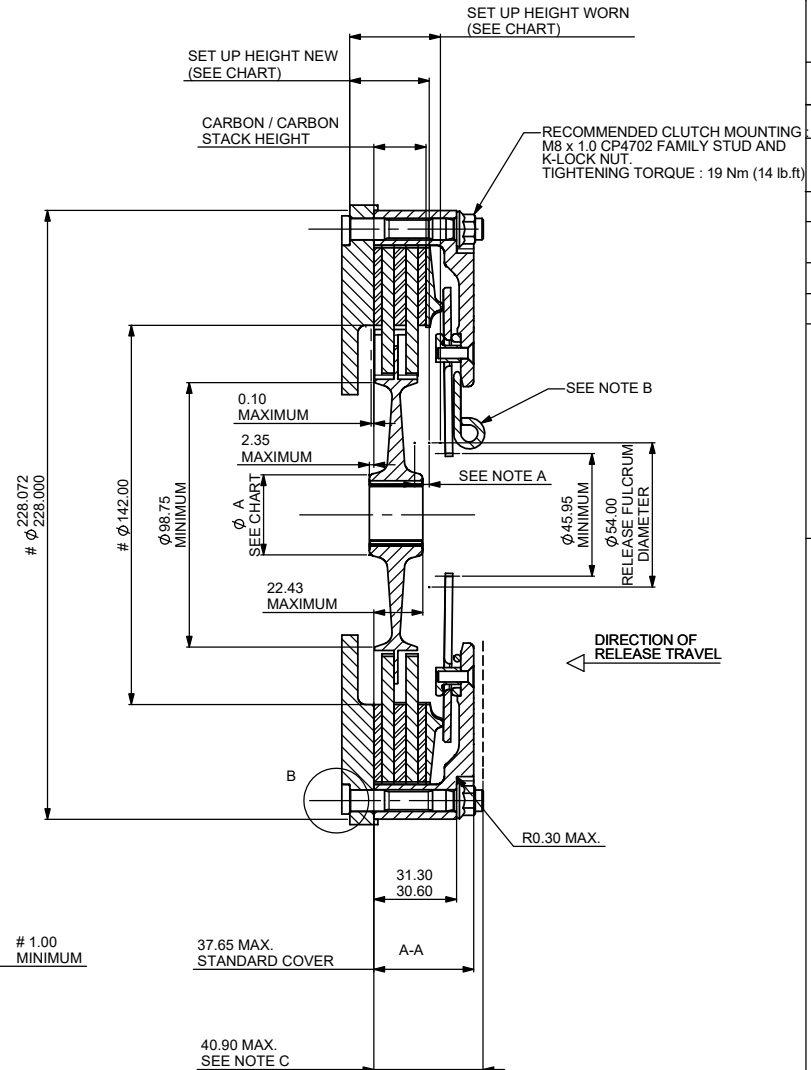 SET UP HEIGHT WORN
(SEE CHART)
SET UP HEIGHT NEW
(SEE CHART)
CARBON / CARBON
STACK HEIGHT
RECOMMENDED CLUTCH MOUNTING :
M8 x 1.0 CP4702 FAMILY STUD AND
K-LOCK NUT.
TIGHTENING TORQUE : 19 Nm (14 lb.ft)
0.10
MAXIMUM
2.35
MAXIMUM
SEE NOTE B
SEE NOTE A
# Ø 228.072
228.000
# Ø142.00
Ø98.75
MINIMUM
Ø A
SEE CHART
Ø45.95
MINIMUM
Ø54.00
RELEASE FULCRUM
DIAMETER
22.43
MAXIMUM
DIRECTION OF
RELEASE TRAVEL
B
R0.30 MAX.
31.30
30.60
# 1.00
MINIMUM
37.65 MAX.
STANDARD COVER
A-A
40.90 MAX.
SEE NOTE C